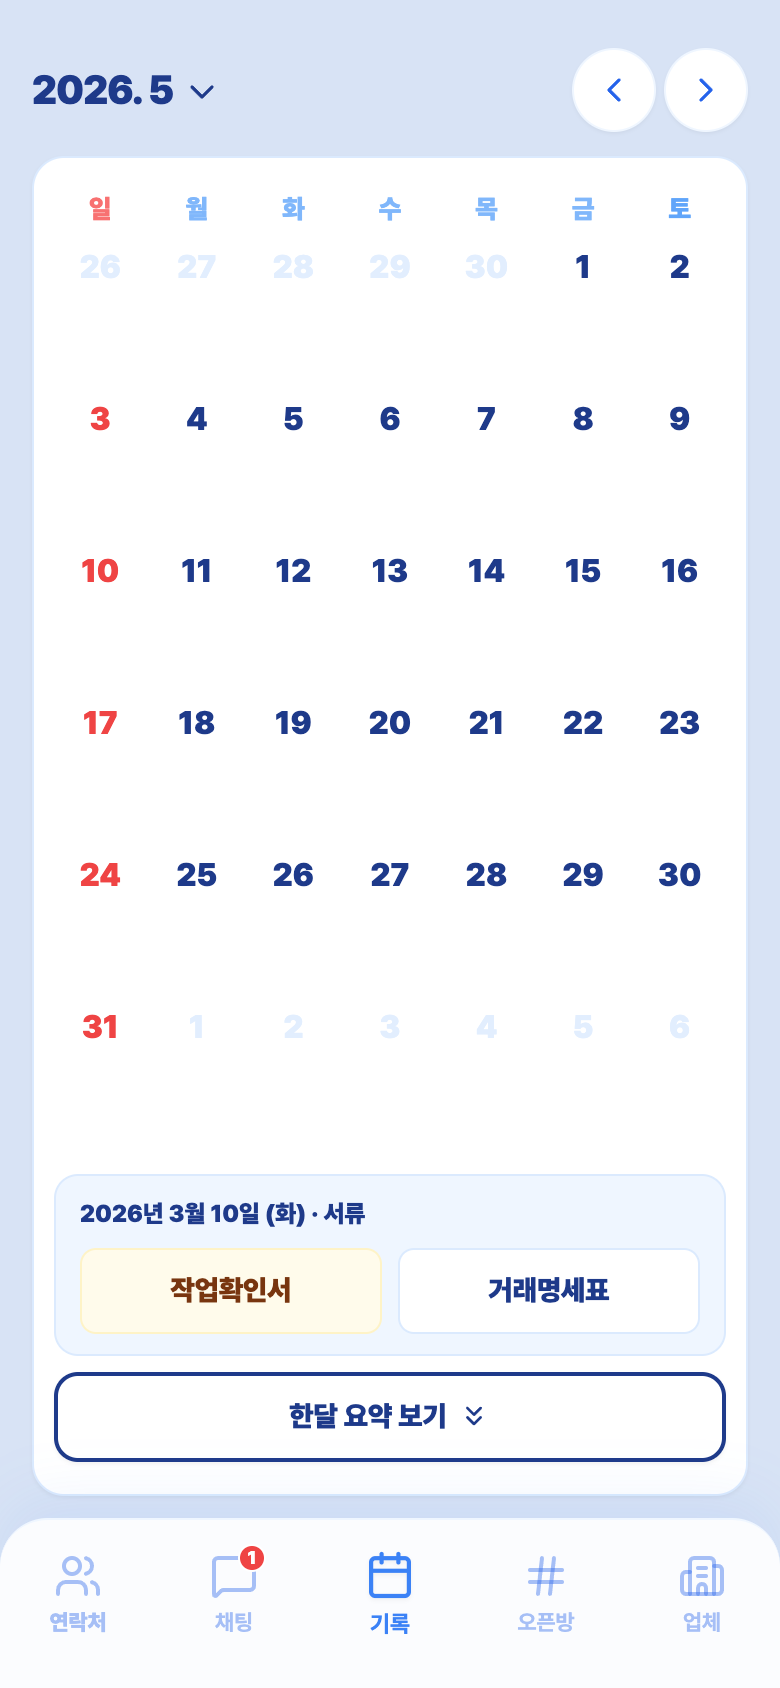 2026. 5
일 월 화 수 목 금 토
26 27 28 29 30 1 2
3 4 5 6 7 8 9
10 11 12 13 14 15 16
17 18 19 20 21 22 23
24 25 26 27 28 29 30
31 1 2 3 4 5 6
2026년 3월 10일 (화) · 서류
작업확인서 거래명세표
한달 요약 보기
1
연락처 채팅 기록 오픈방 업체